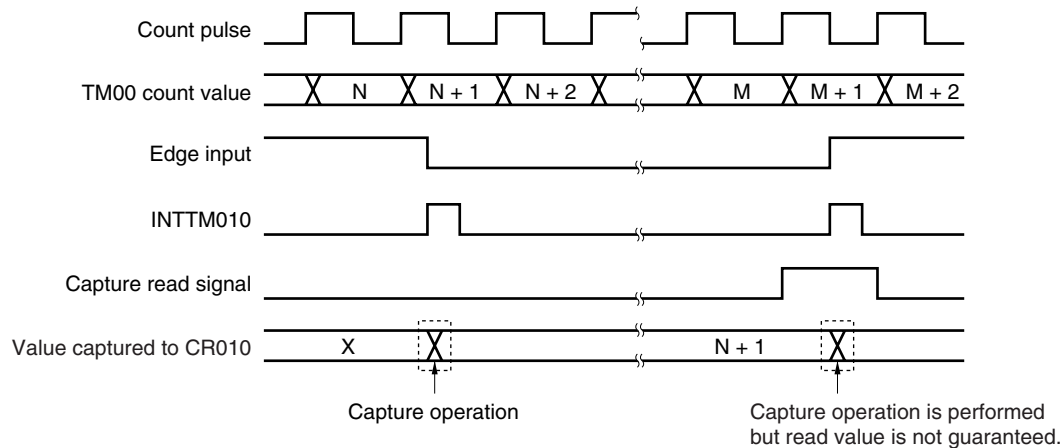 Count pulse
TM00 count value
N
N + 1
N + 2
M
M + 1
M + 2
Edge input
INTTM010
Capture read signal
Value captured to CR010
X
N + 1
Capture operation
Capture operation is performed
but read value is not guaranteed.